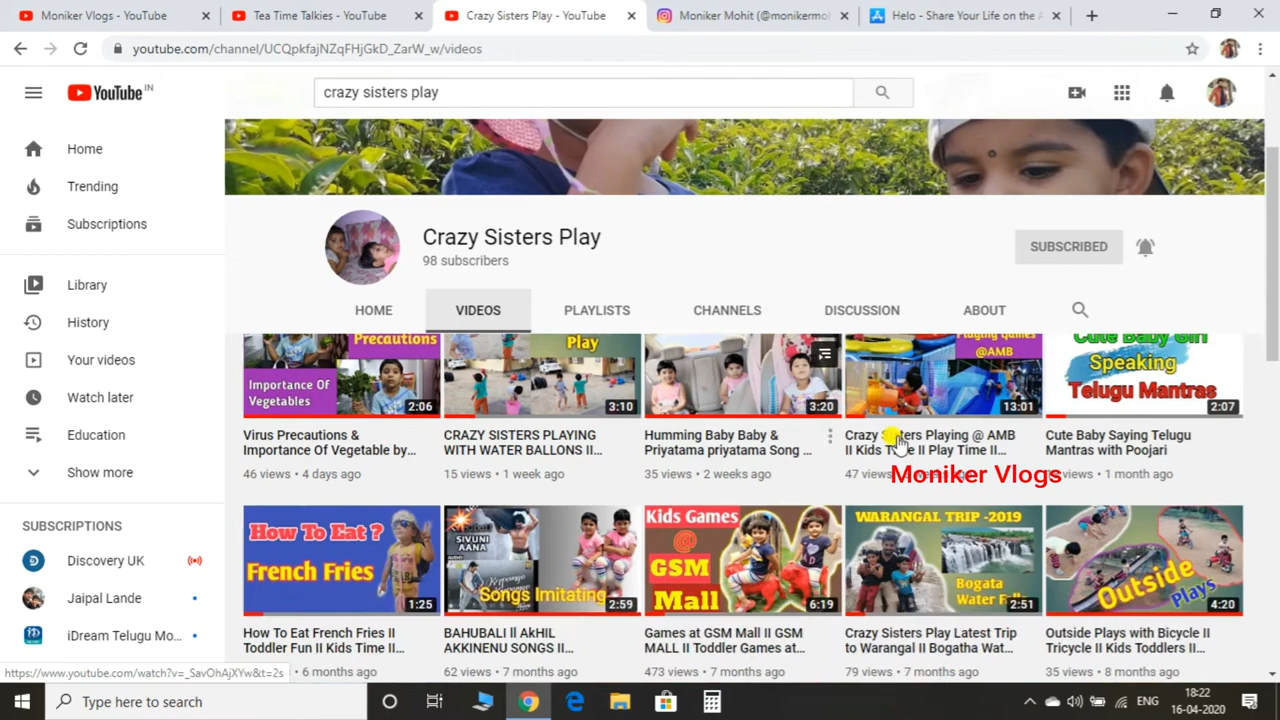 Moniker Vlogs - YouTube
Tea Time Talkies - YouTube
Crazy Sisters Play - YouTube
Moniker Mohit (@monikermoh
Helo - Share Your Life on the A
youtube.com/channel/UCQpkfajNZqFHjGkD_ZarW_w/videos
YouTube IN
crazy sisters play
Home
Trending
Subscriptions
Library
History
Your videos
Watch later
Education
Show more
SUBSCRIPTIONS
Discovery UK
Jaipal Lande
iDream Telugu Mo...
Crazy Sisters Play
98 subscribers
SUBSCRIBED
HOME
VIDEOS
PLAYLISTS
CHANNELS
DISCUSSION
ABOUT
Precautions
Importance Of
Vegetables
2:06
Play
3:10
3:20
Playing Games
@AMB
13:01
Cute Baby Girl
Speaking
Telugu Mantras
2:07
Virus Precautions &
Importance Of Vegetable by...
46 views • 4 days ago
CRAZY SISTERS PLAYING
WITH WATER BALLONS II...
15 views • 1 week ago
Humming Baby Baby &
Priyatama priyatama Song ...
35 views • 2 weeks ago
Crazy Sisters Playing @ AMB
II Kids Time II Play Time II...
47 views
Cute Baby Saying Telugu
Mantras with Poojari
views • 1 month ago
Moniker Vlogs
How To Eat ?
French Fries
1:25
SIVUNI
AANA
Songs Imitating
2:59
Kids Games
@
GSM
Mall
6:19
WARANGAL TRIP -2019
Bogata
Water Falls
2:51
Outside
Plays
4:20
How To Eat French Fries II
Toddler Fun II Kids Time II...
6 months ago
BAHUBALI ll AkHIL
AKKINENU SONGS II...
62 views • 7 months ago
Games at GSM Mall II GSM
MALL II Toddler Games at...
473 views • 7 months ago
Crazy Sisters Play Latest Trip
to Warangal II Bogatha Wat...
79 views • 7 months ago
Outside Plays with Bicycle II
Tricycle II Kids Toddlers II...
35 views • 8 months ago
https://www.youtube.com/watch?v=_SavOhAjXYw&t=2s
Type here to search
ENG
18:22
16-04-2020